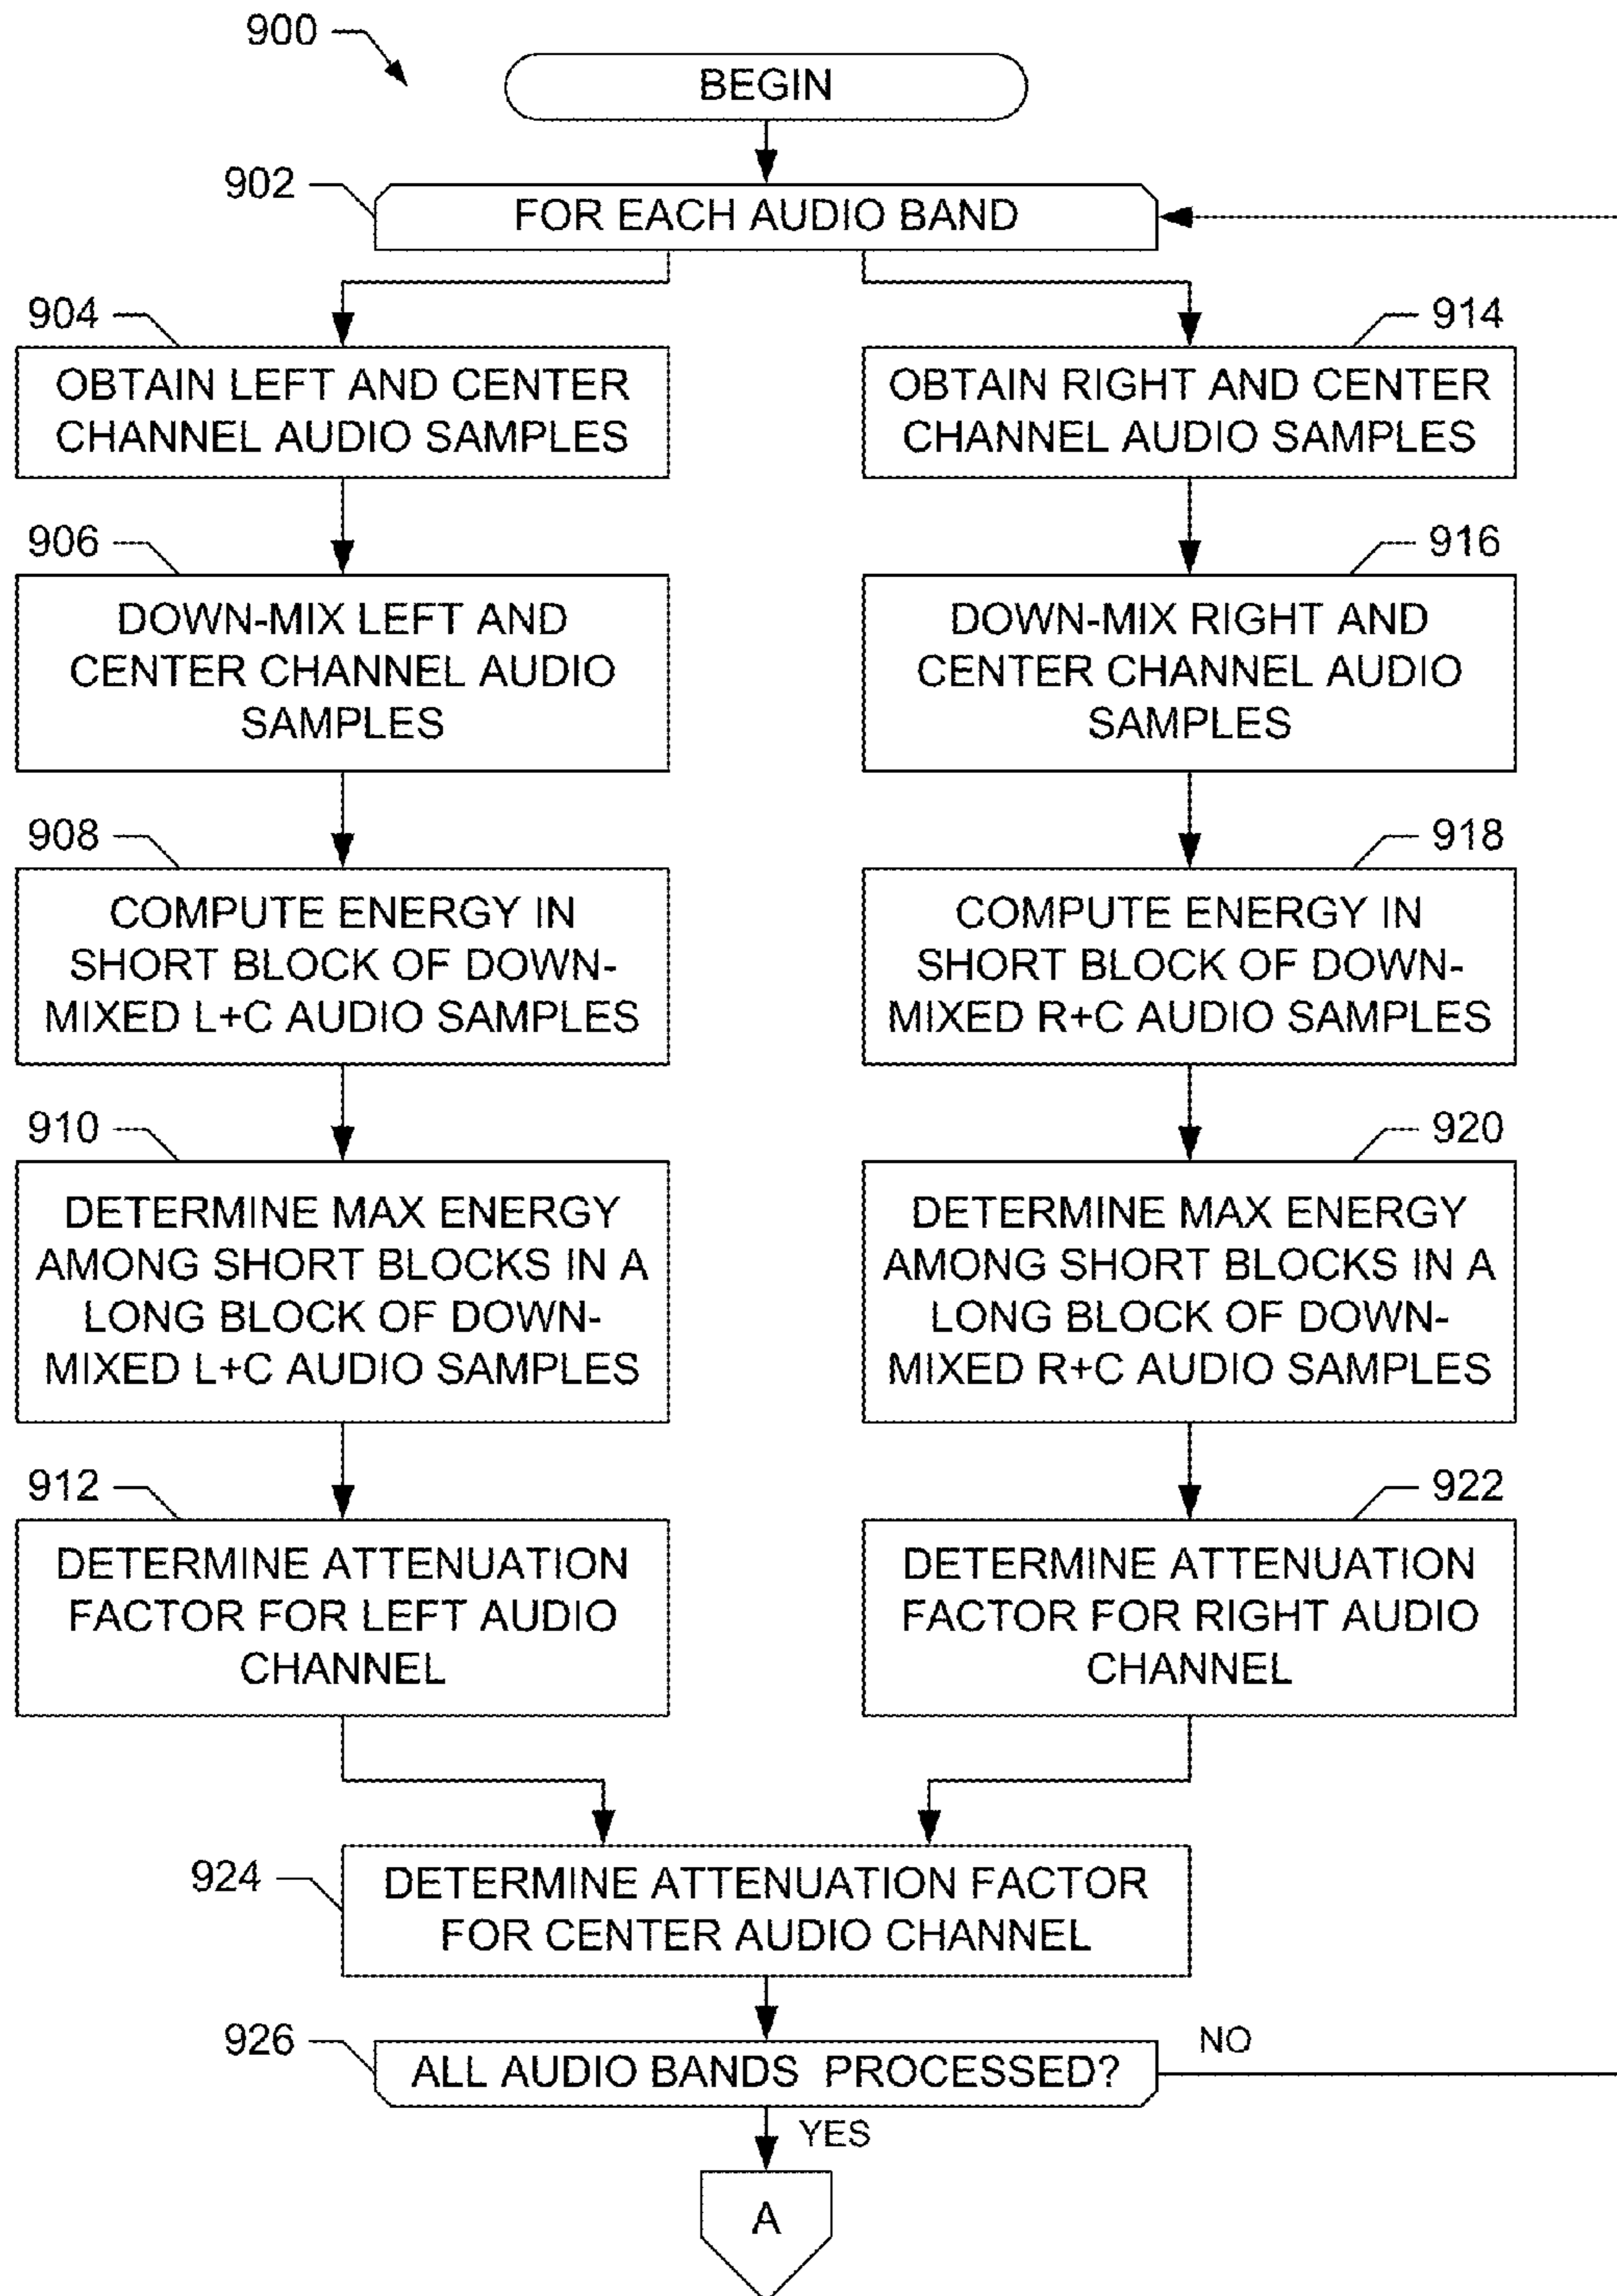 900
BEGIN
902
FOR EACH AUDIO BAND
904
OBTAIN LEFT AND CENTER
CHANNEL AUDIO SAMPLES
906
DOWN-MIX LEFT AND
CENTER CHANNEL AUDIO
SAMPLES
908
COMPUTE ENERGY IN
SHORT BLOCK OF DOWN-
MIXED L+C AUDIO SAMPLES
910
DETERMINE MAX ENERGY
AMONG SHORT BLOCKS IN A
LONG BLOCK OF DOWN-
MIXED L+C AUDIO SAMPLES
912
DETERMINE ATTENUATION
FACTOR FOR LEFT AUDIO
CHANNEL
914
OBTAIN RIGHT AND CENTER
CHANNEL AUDIO SAMPLES
916
DOWN-MIX RIGHT AND
CENTER CHANNEL AUDIO
SAMPLES
918
COMPUTE ENERGY IN
SHORT BLOCK OF DOWN-
MIXED R+C AUDIO SAMPLES
920
DETERMINE MAX ENERGY
AMONG SHORT BLOCKS IN A
LONG BLOCK OF DOWN-
MIXED R+C AUDIO SAMPLES
922
DETERMINE ATTENUATION
FACTOR FOR RIGHT AUDIO
CHANNEL
924
DETERMINE ATTENUATION FACTOR
FOR CENTER AUDIO CHANNEL
926
ALL AUDIO BANDS PROCESSED?
NO
YES
A